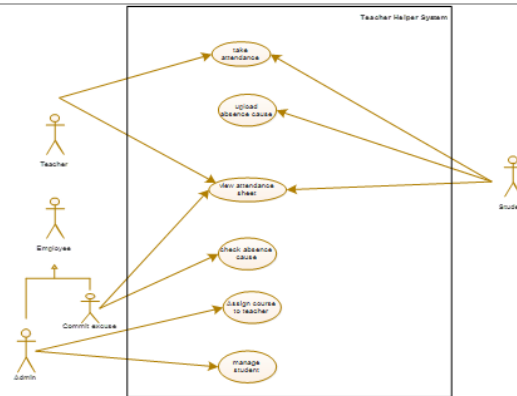 Teacher Helper System
take
attendance
upload
absence cause
Teacher
view attendance
sheet
Stude
Employee
check absence
cause
Assign course
to teacher
Commit excuse
manage
student
Admin